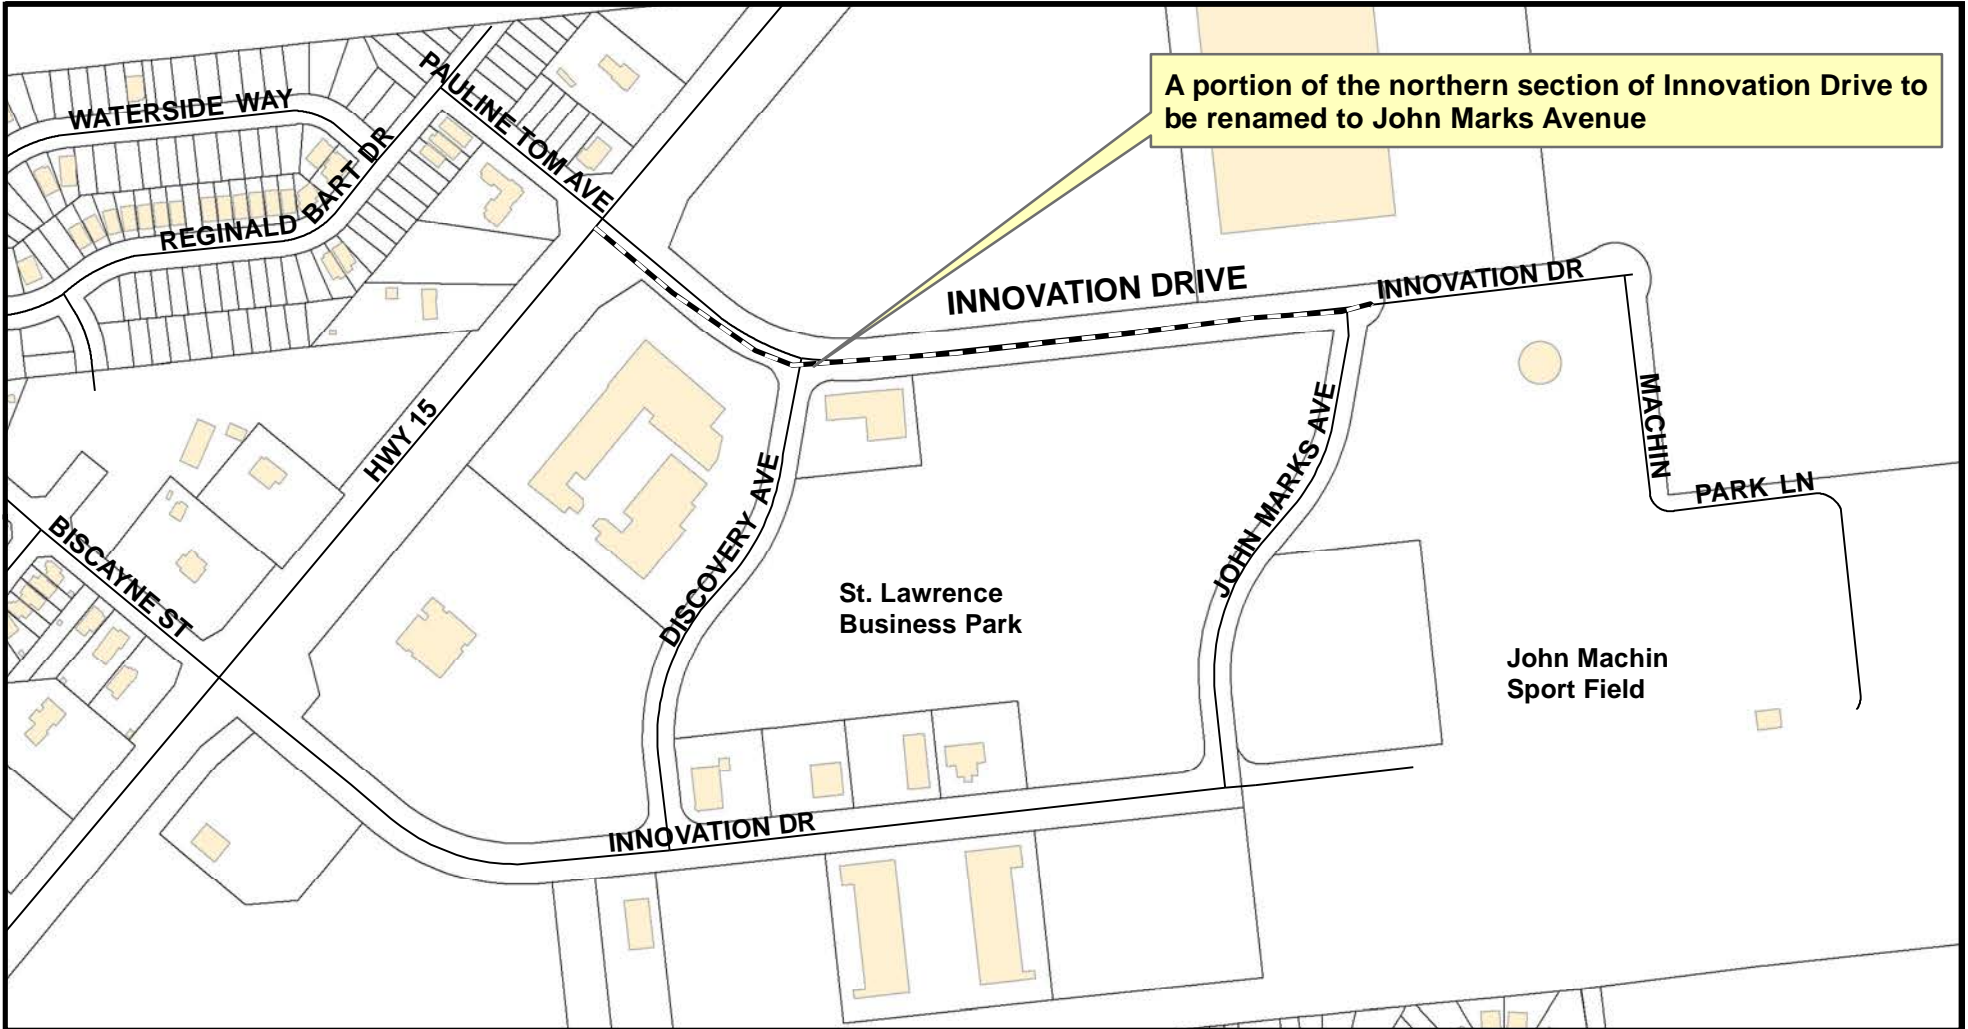 WATERSIDE WAY
PAULINE TOM AVE
REGINALD BART DR
A portion of the northern section of Innovation Drive to
be renamed to John Marks Avenue
INNOVATION DRIVE
INNOVATION DR
MACHIN
PARK LN
HWY 15
DISCOVERY AVE
JOHN MARKS AVE
BISCAYNE ST
St. Lawrence
Business Park
John Machin
Sport Field
INNOVATION DR